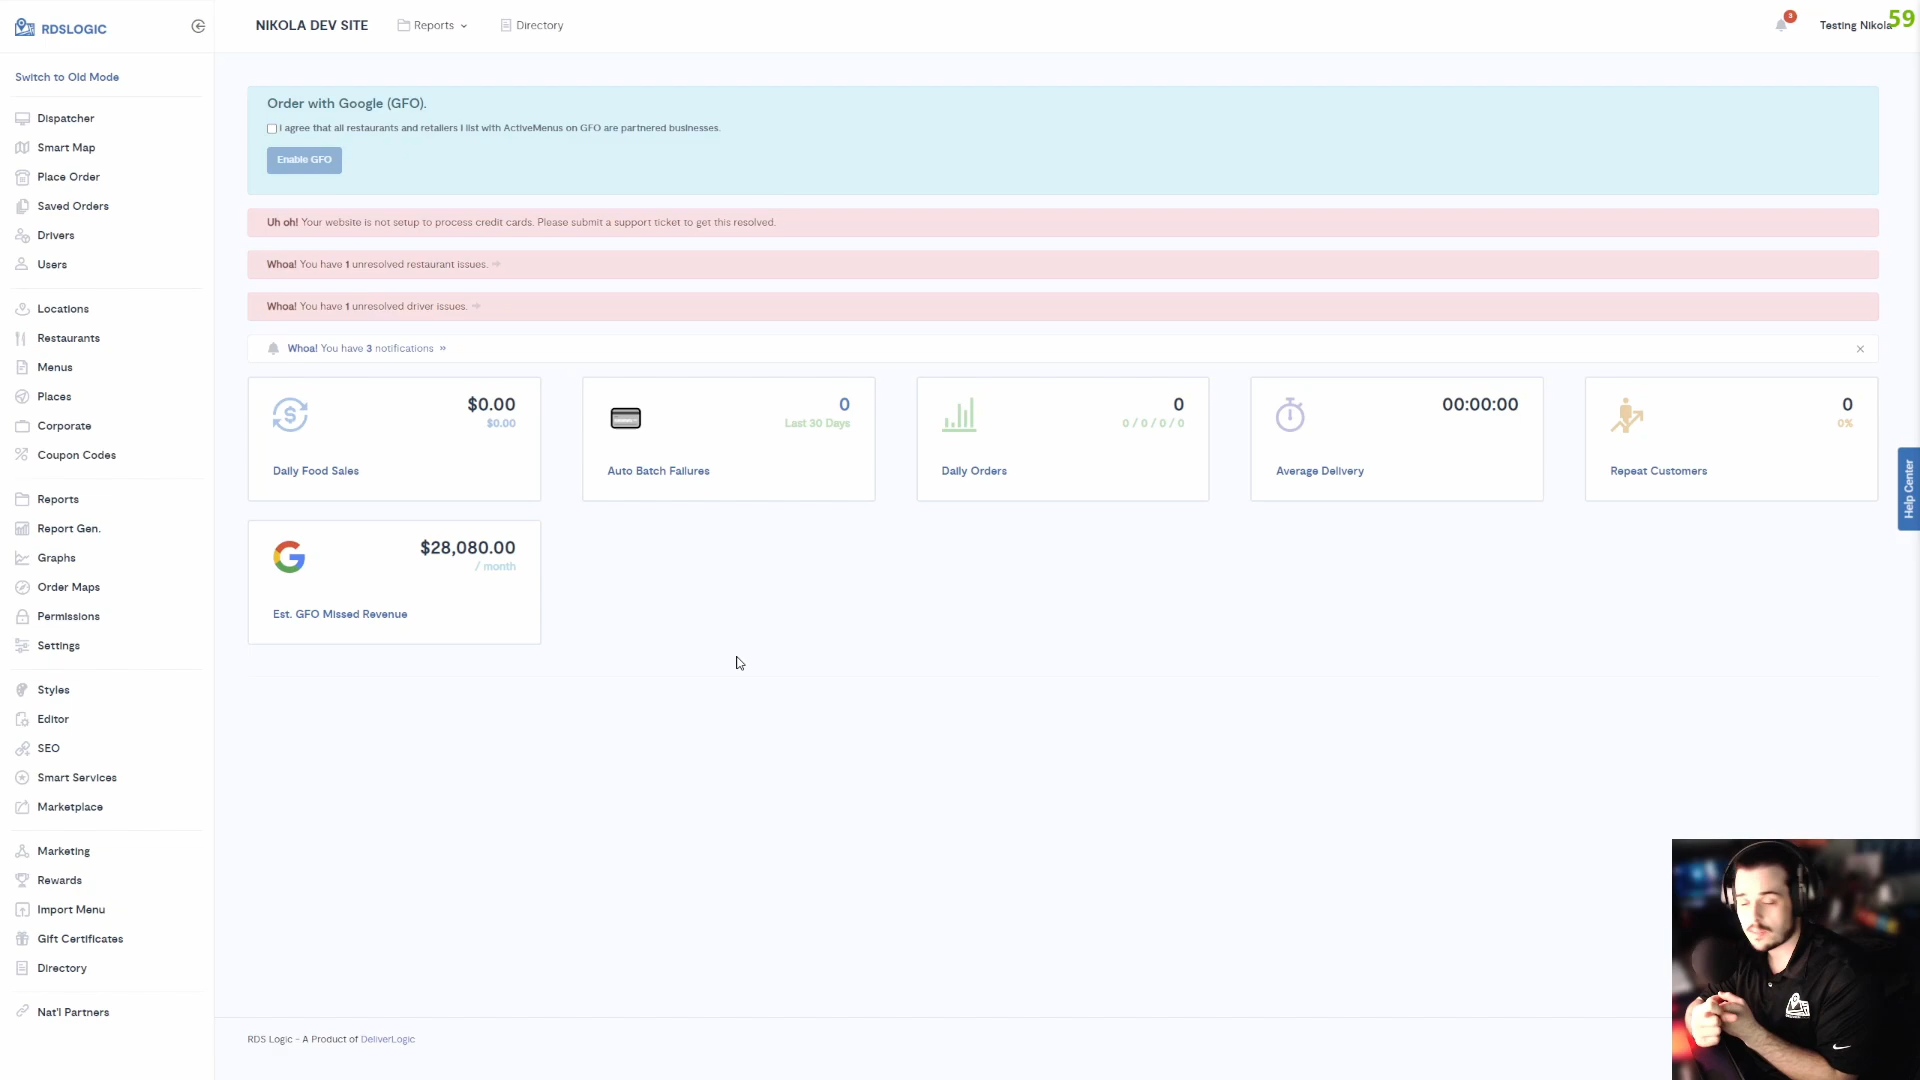 RDSLOGIC
NIKOLA DEV SITE
Reports
Directory
3
Testing Nikola
59
Switch to Old Mode
Dispatcher
Smart Map
Place Order
Saved Orders
Drivers
Users
Locations
Restaurants
Menus
Places
Corporate
Coupon Codes
Reports
Report Gen.
Graphs
Order Maps
Permissions
Settings
Styles
Editor
SEO
Smart Services
Marketplace
Marketing
Rewards
Import Menu
Gift Certificates
Directory
Nat'l Partners
Order with Google (GFO).
I agree that all restaurants and retailers I list with ActiveMenus on GFO are partnered businesses.
Enable GFO
Uh oh! Your website is not setup to process credit cards. Please submit a support ticket to get this resolved.
Whoa! You have 1 unresolved restaurant issues.
Whoa! You have 1 unresolved driver issues.
Whoa! You have 3 notifications »
$0.00
$0.00
Daily Food Sales
0
Last 30 Days
Auto Batch Failures
0
0 / 0 / 0 / 0
Daily Orders
00:00:00
Average Delivery
0
0%
Repeat Customers
$28,080.00
/ month
Est. GFO Missed Revenue
Help Center
RDS Logic - A Product of DeliverLogic